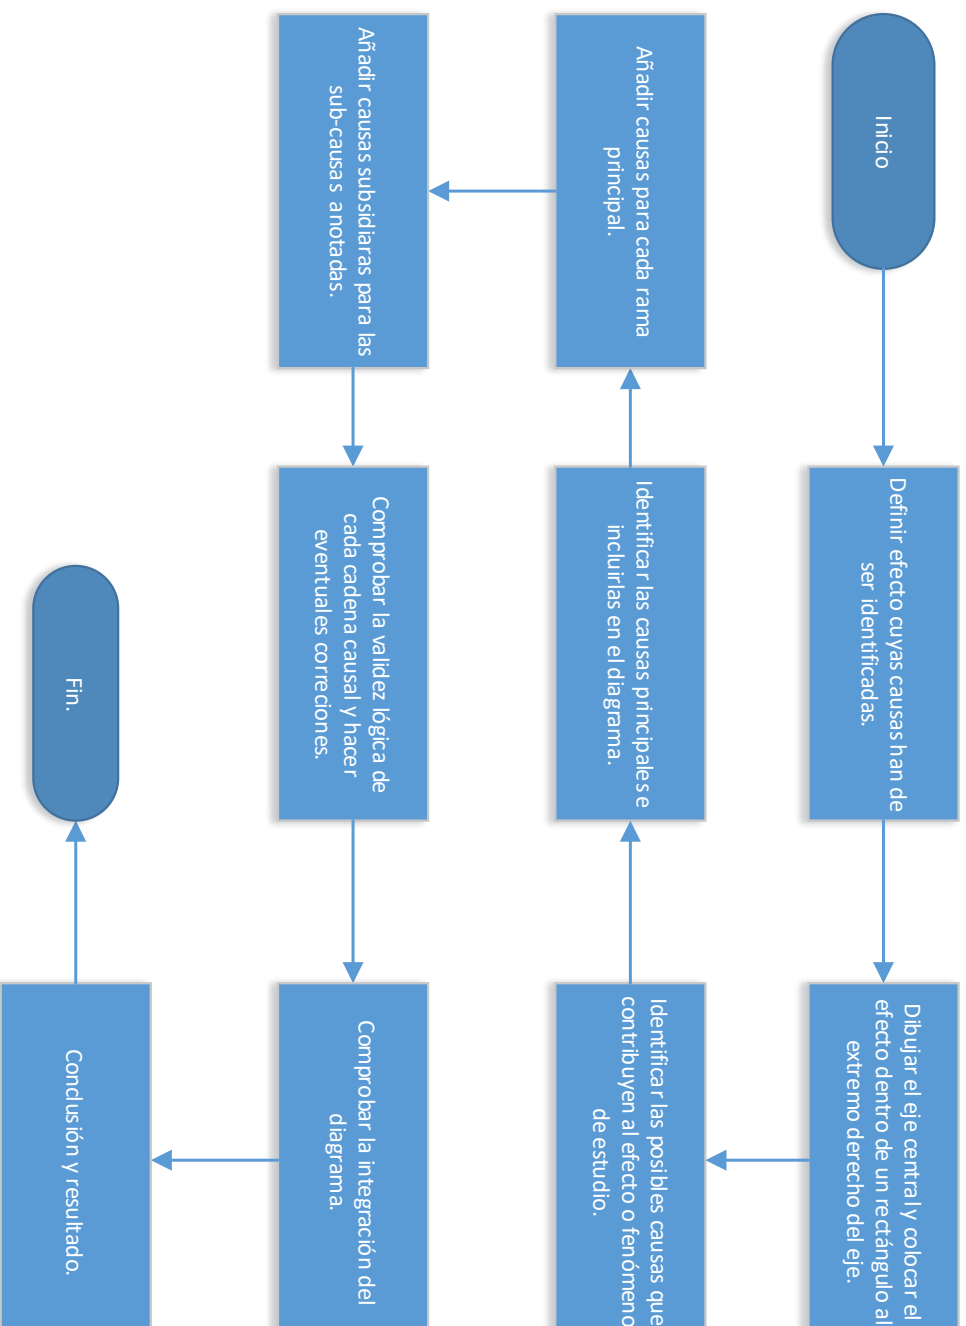 Inicio
Definir efecto cuyas causas han de
ser identificadas.
Dibujar el eje central y colocar el
efecto dentro de un rectángulo al
extremo derecho del eje.
Identificar las posibles causas que
contribuyen al efecto o fenómeno
de estudio.
Identificar las causas principales e
incluirlas en el diagrama.
Añadir causas para cada rama
principal.
Añadir causas subsidiaras para las
sub-causas anotadas.
Comprobar la validez lógica de
cada cadena causal y hacer
eventuales correciones.
Comprobar la integración del
diagrama.
Conclusión y resultado.
Fin.